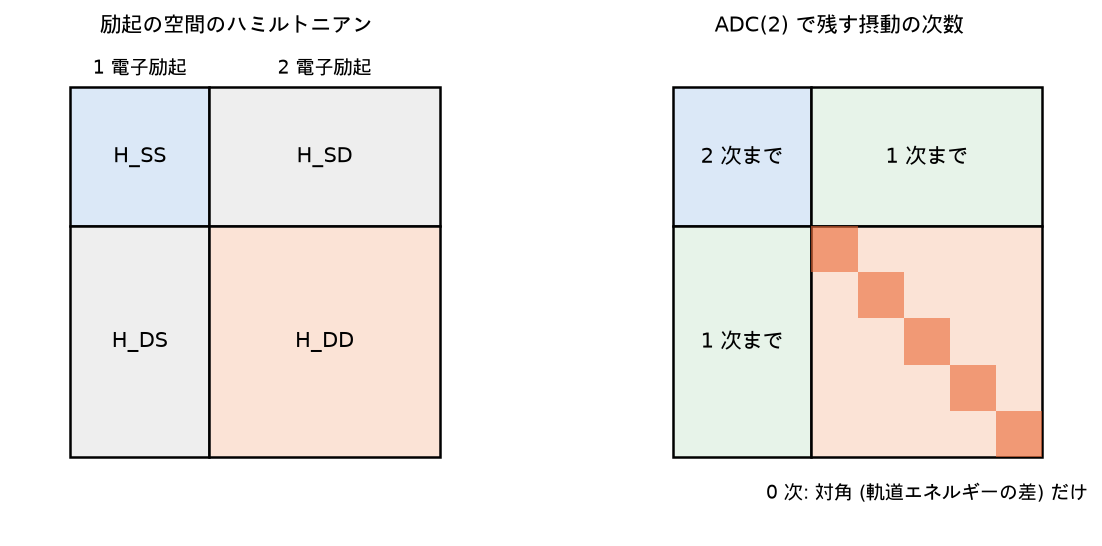 励起の空間のハミルトニアン
1 電子励起
2 電子励起
H_SS
H_SD
H_DS
H_DD
ADC(2) で残す摂動の次数
2 次まで
1 次まで
1 次まで
0 次: 対角 (軌道エネルギーの差) だけ